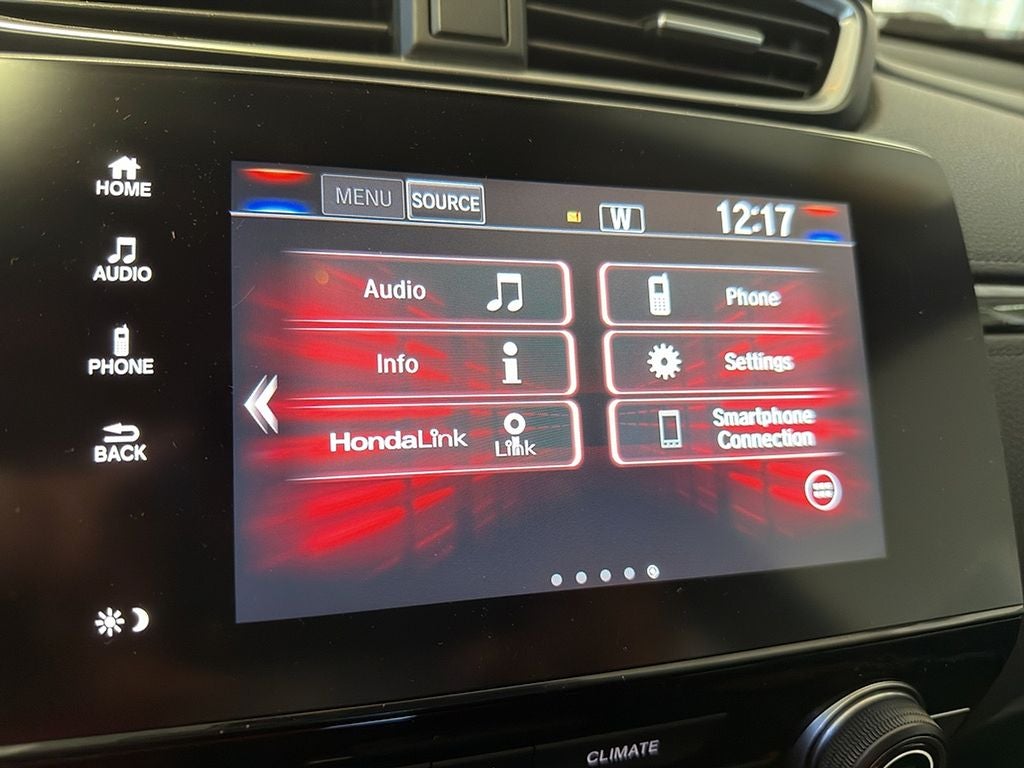 HOME
AUDIO
PHONE
BACK
MENU
SOURCE
W
12:17
Audio
Phone
Info
Settings
HondaLink
Link
Smartphone
Connection
CLIMATE